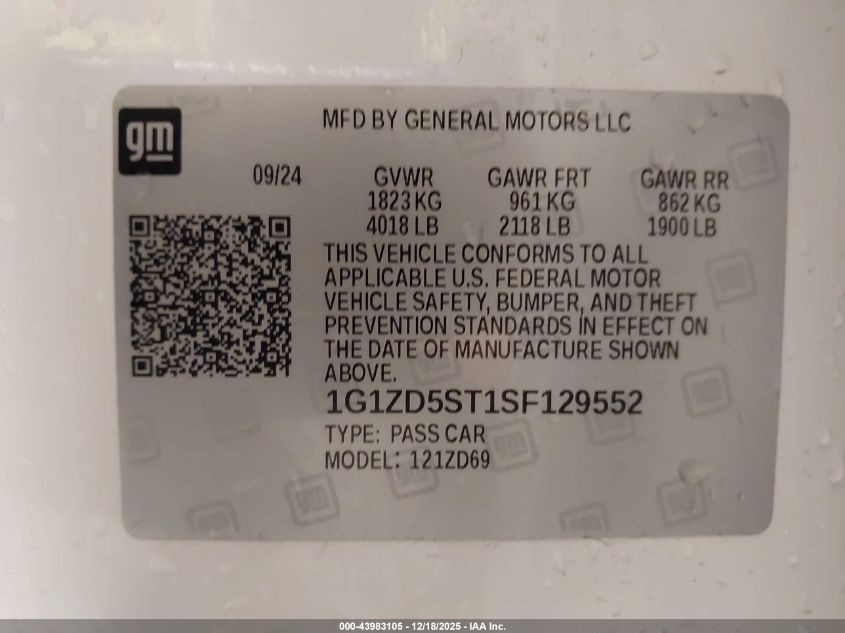 gm
MFD BY GENERAL MOTORS LLC
09/24 GVWR GAWR FRT GAWR RR
1823 KG 961 KG 862 KG
4018 LB 2118 LB 1900 LB
THIS VEHICLE CONFORMS TO ALL
APPLICABLE U.S. FEDERAL MOTOR
VEHICLE SAFETY, BUMPER, AND THEFT
PREVENTION STANDARDS IN EFFECT ON
THE DATE OF MANUFACTURE SHOWN
ABOVE.
1G1ZD5ST1SF129552
TYPE: PASS CAR
MODEL: 121ZD69
000-43983105 - 12/18/2025 - IAA Inc.